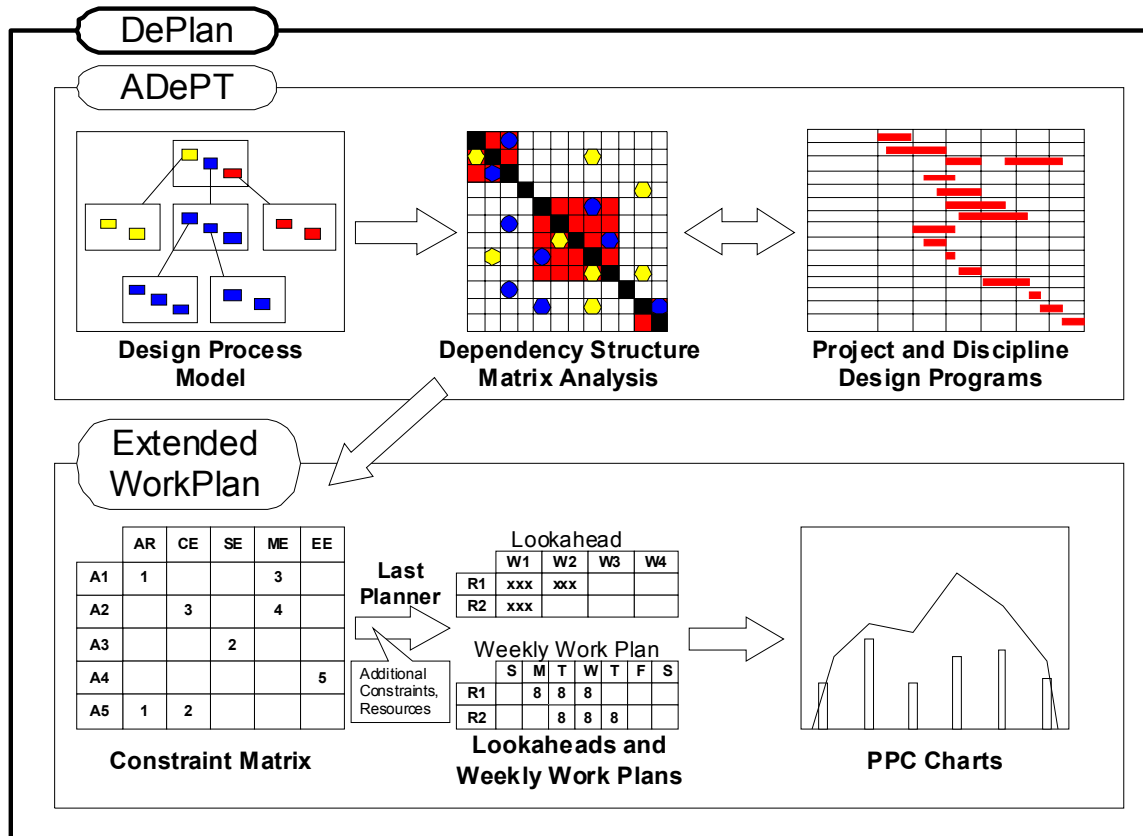 DePlan
ADePT
Design Process
Model
Dependency Structure
Matrix Analysis
Project and Discipline
Design Programs
Extended
WorkPlan
AR CE SE ME EE
A1 1 3
A2 3 4
A3 2
A4 5
A5 1 2
Constraint Matrix
Last
Planner
Additional
Constraints,
Resources
Lookahead
W1 W2 W3 W4
R1 xxx xxx
R2 xxx
Weekly Work Plan
S M T W T F S
R1 8 8 8
R2 8 8 8
Lookaheads and
Weekly Work Plans
PPC Charts